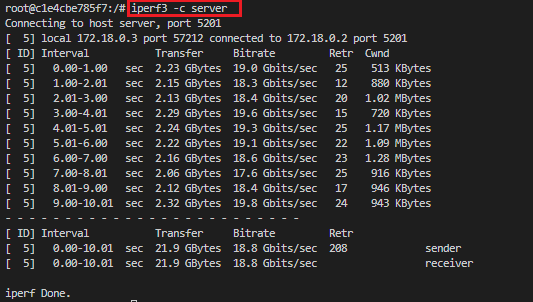 root@c1e4cbe785f7:/# iperf3 -c server
Connecting to host server, port 5201
[  5] local 172.18.0.3 port 57212 connected to 172.18.0.2 port 5201
[ ID] Interval           Transfer     Bitrate         Retr  Cwnd
[  5]   0.00-1.00   sec  2.23 GBytes  19.0 Gbits/sec   25    513 KBytes
[  5]   1.00-2.01   sec  2.15 GBytes  18.3 Gbits/sec   12    880 KBytes
[  5]   2.01-3.00   sec  2.13 GBytes  18.4 Gbits/sec   20   1.02 MBytes
[  5]   3.00-4.01   sec  2.29 GBytes  19.6 Gbits/sec   15    720 KBytes
[  5]   4.01-5.01   sec  2.24 GBytes  19.3 Gbits/sec   25   1.17 MBytes
[  5]   5.01-6.00   sec  2.22 GBytes  19.1 Gbits/sec   22   1.09 MBytes
[  5]   6.00-7.00   sec  2.16 GBytes  18.6 Gbits/sec   23   1.28 MBytes
[  5]   7.00-8.01   sec  2.06 GBytes  17.6 Gbits/sec   25    916 KBytes
[  5]   8.01-9.00   sec  2.12 GBytes  18.4 Gbits/sec   17    946 KBytes
[  5]   9.00-10.01  sec  2.32 GBytes  19.8 Gbits/sec   24    943 KBytes
- - - - - - - - - - - - - - - - - - - - - - - - -
[ ID] Interval           Transfer     Bitrate         Retr
[  5]   0.00-10.01  sec  21.9 GBytes  18.8 Gbits/sec  208             sender
[  5]   0.00-10.01  sec  21.9 GBytes  18.8 Gbits/sec                  receiver
iperf Done.